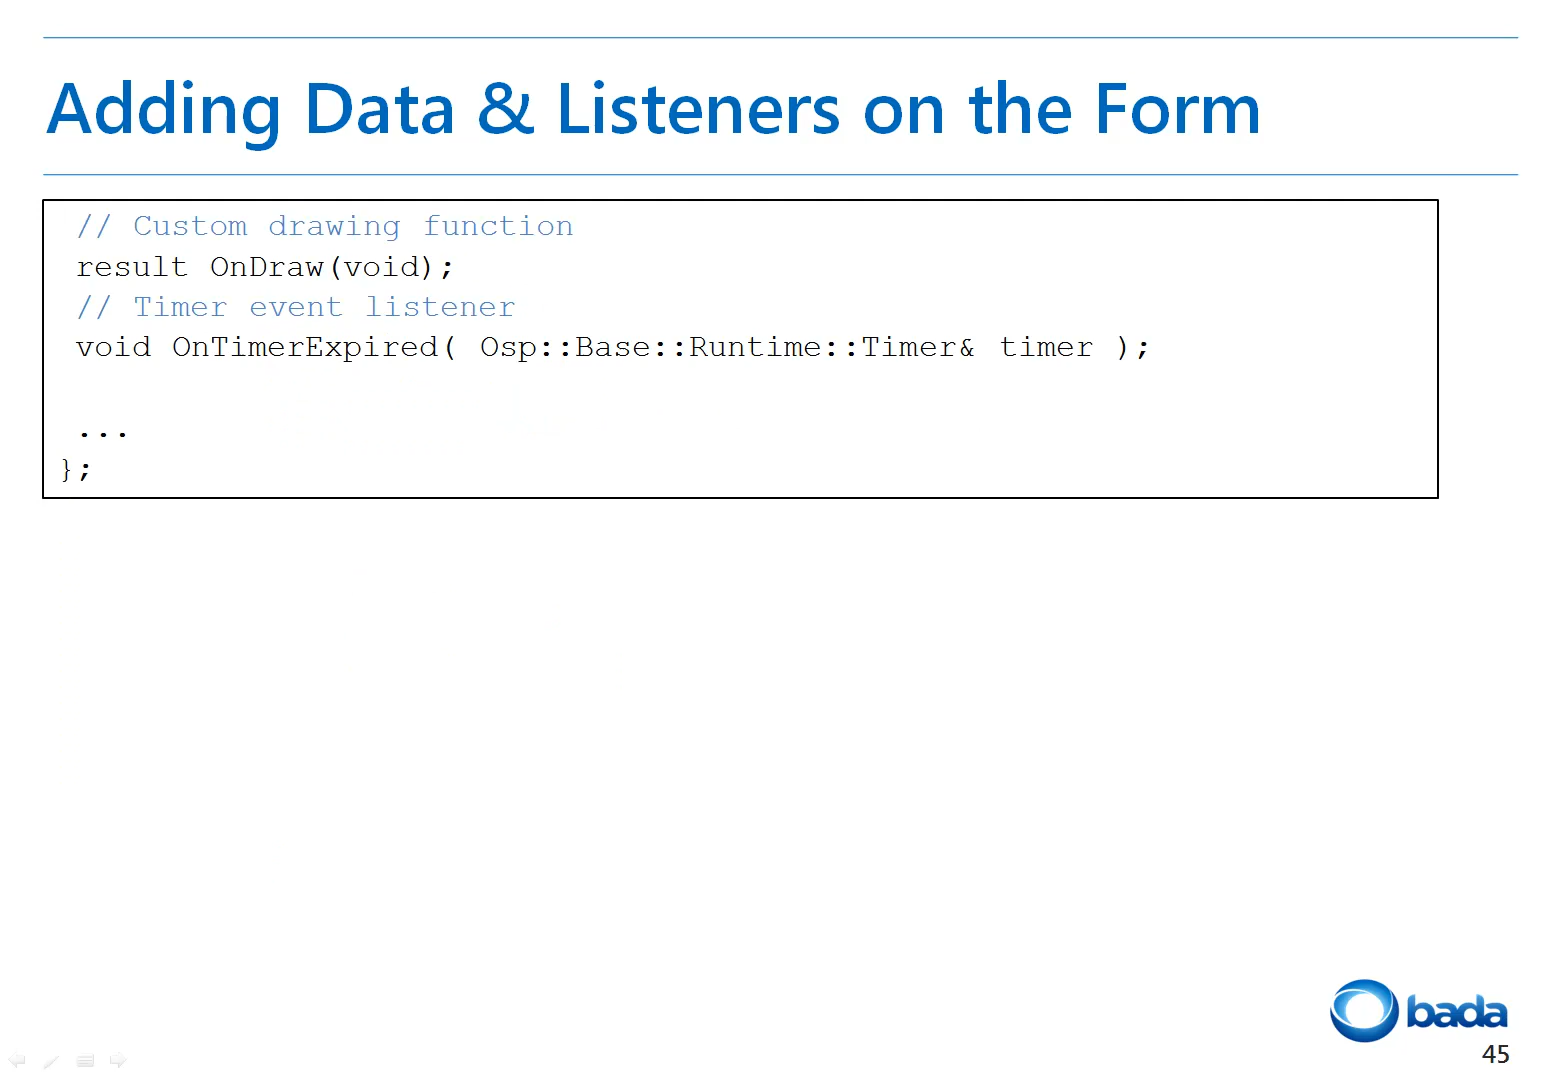 Adding Data & Listeners on the Form
// Custom drawing function
result OnDraw(void);
// Timer event listener
void OnTimerExpired( Osp::Base::Runtime::Timer& timer );
...
};
bada
45